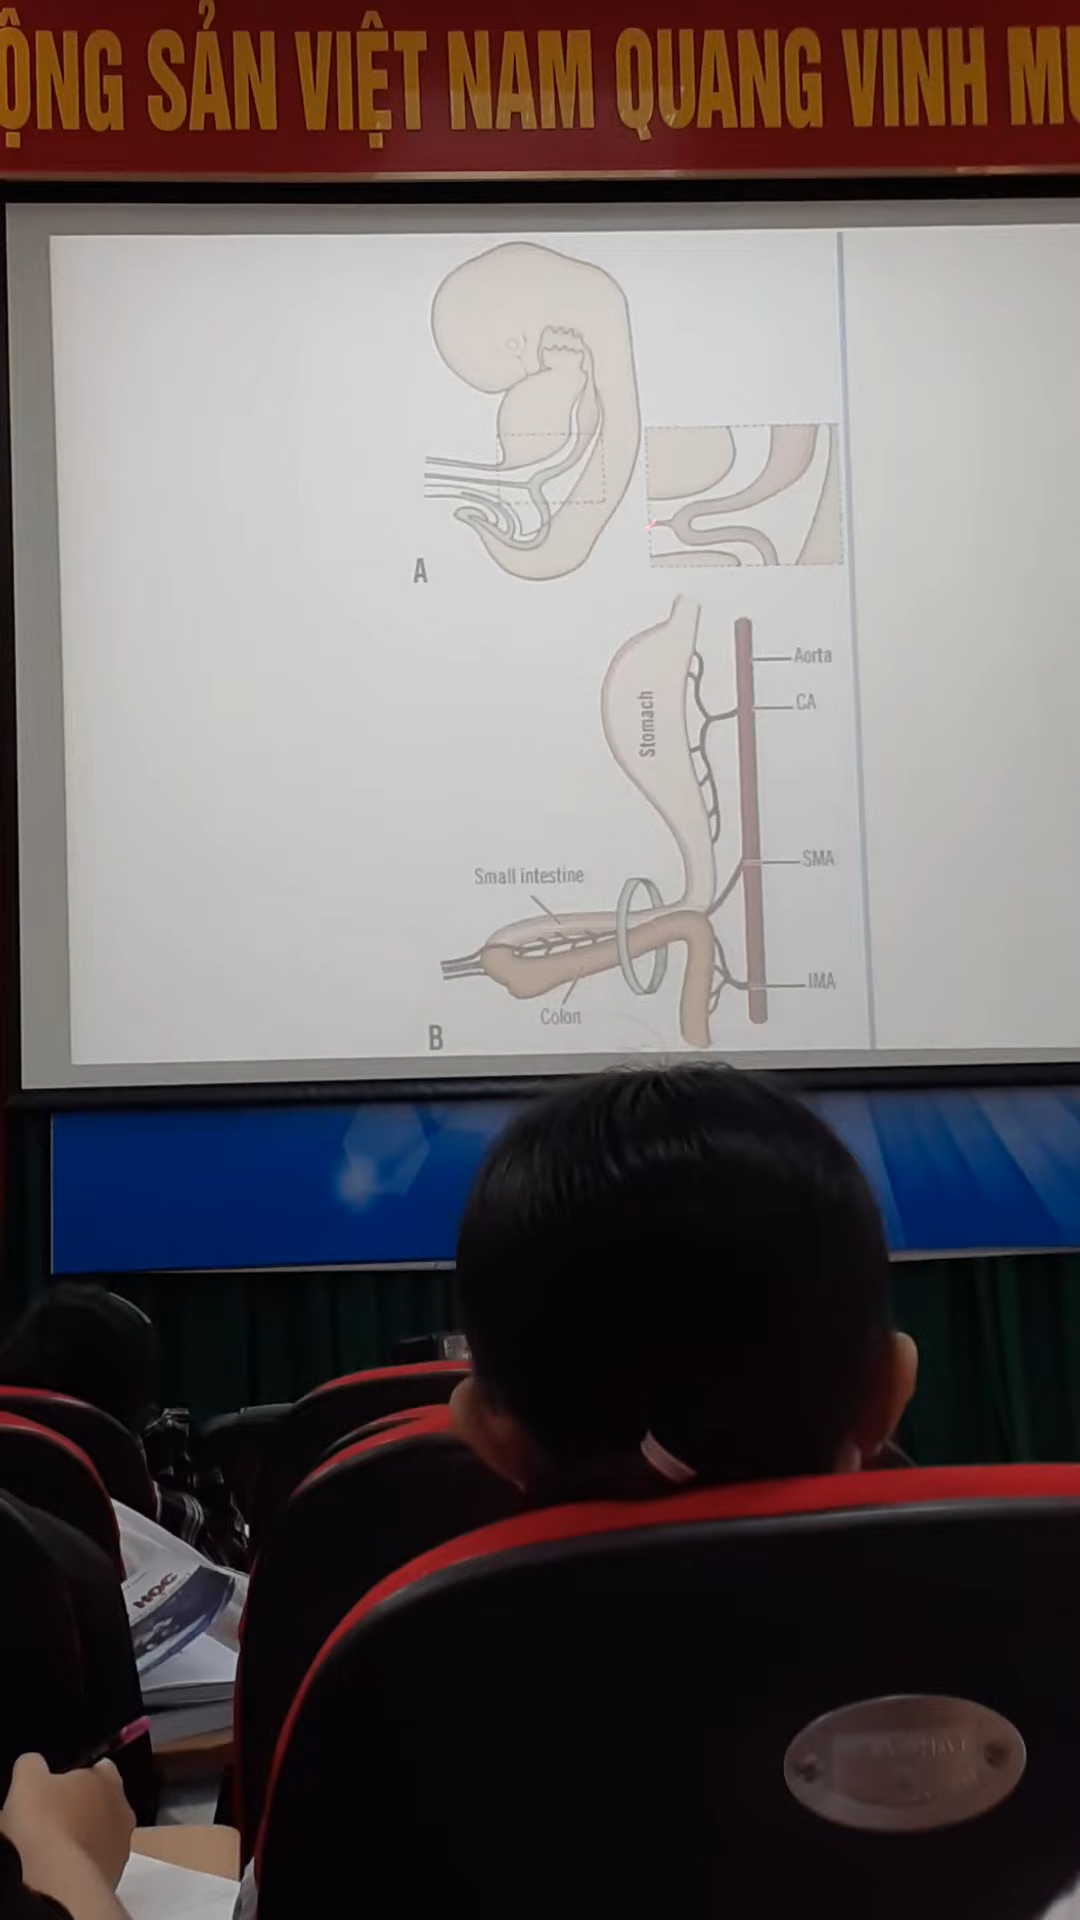 ỘNG SẢN VIỆT NAM QUANG VINH MU
A
Aorta
CA
Stomach
SMA
Small intestine
IMA
Colon
B
HỌC